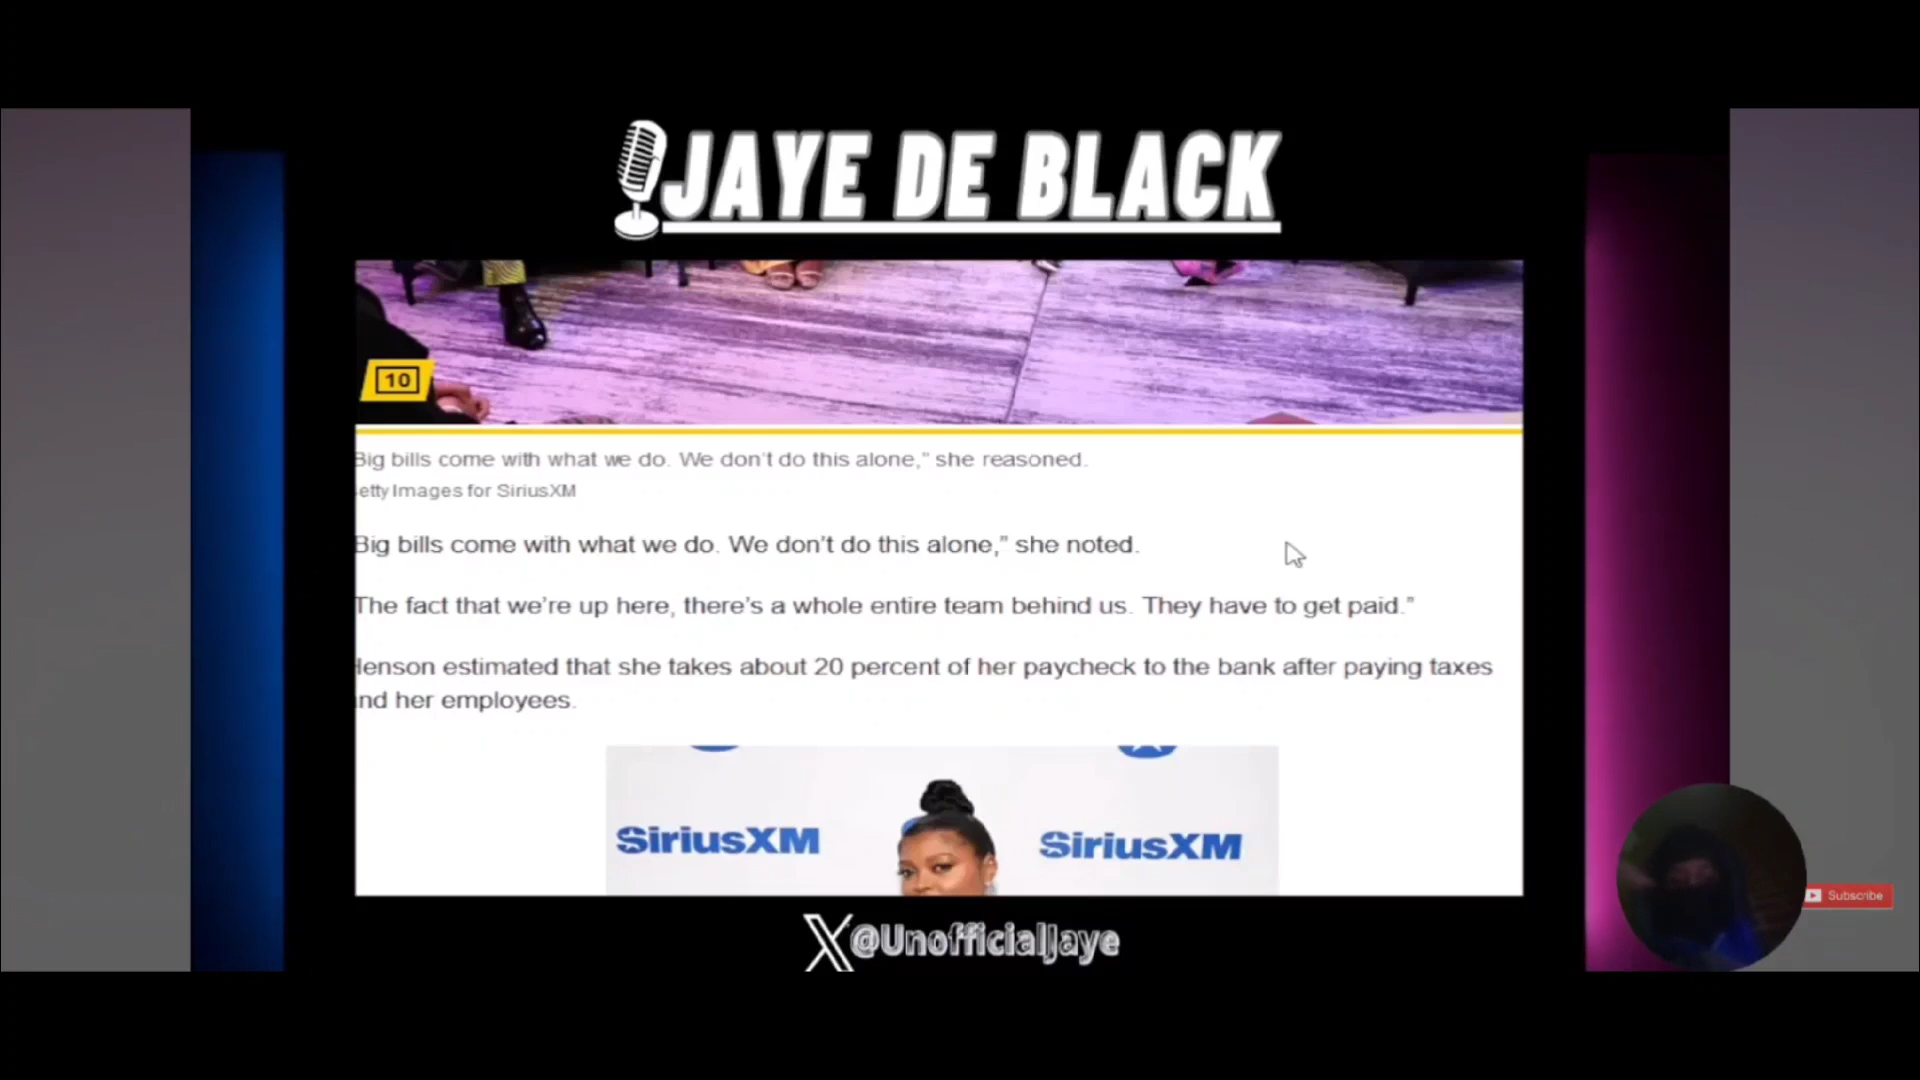 JAYE DE BLACK
10
Big bills come with what we do. We don't do this alone,” she reasoned.
etty Images for SiriusXM
Big bills come with what we do. We don't do this alone,” she noted.
The fact that we're up here, there's a whole entire team behind us. They have to get paid.”
Henson estimated that she takes about 20 percent of her paycheck to the bank after paying taxes
nd her employees.
SiriusXM SiriusXM
Subscribe
X@UnofficialJaye